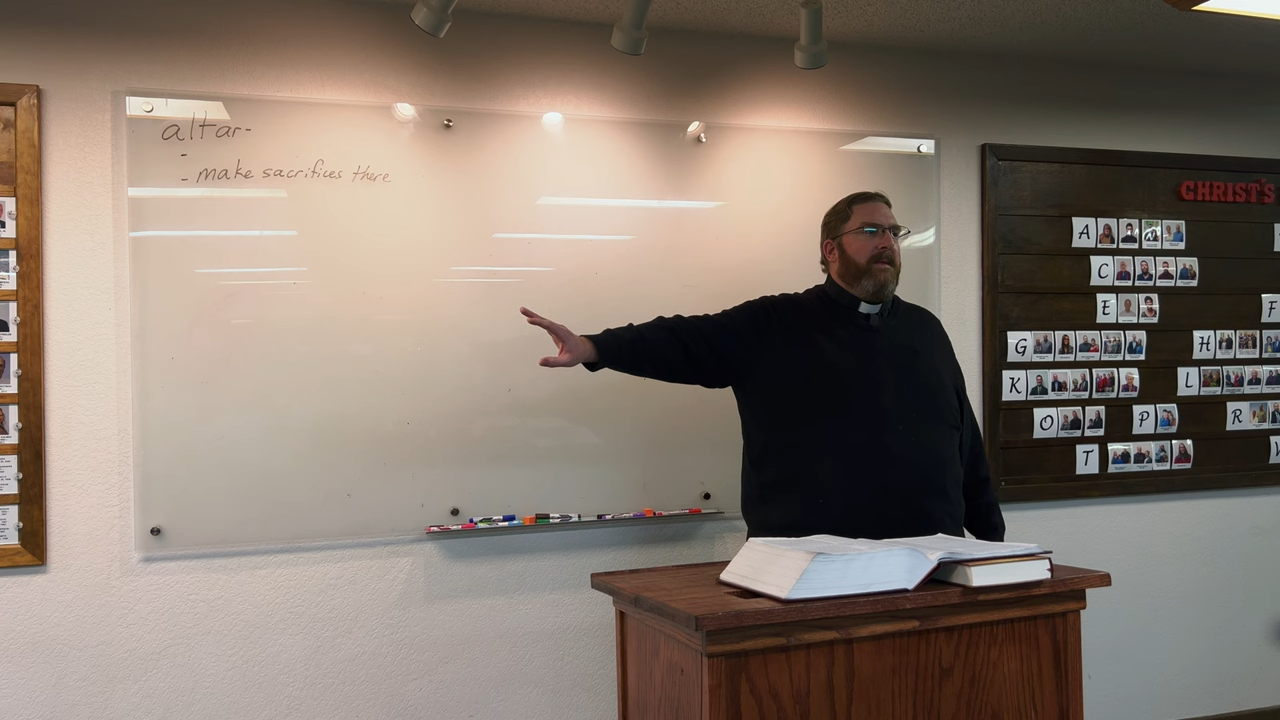 altar-
-
- make sacrifices there
CHRIST'S
A
C
E
F
G
H
K
L
O
P
R
T